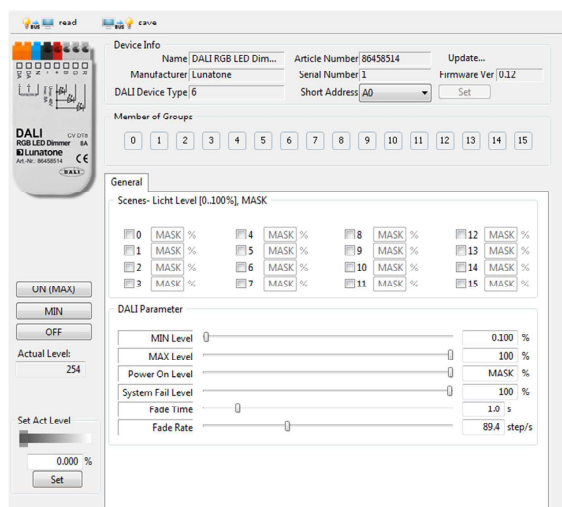 read save
Device Info
Name DALI RGB LED Dim... Article Number 86458514 Update...
Manufacturer Lunatone Serial Number 1 Firmware Ver 0.12
DALI Device Type 6 Short Address A0 Set
Member of Groups
0 1 2 3 4 5 6 7 8 9 10 11 12 13 14 15
DALI CV DT8
RGB LED Dimmer 8A
Lunatone
Art.-Nr.: 86458514 CE
DALI
General
Scenes- Licht Level [0..100%], MASK
0 MASK % 4 MASK % 8 MASK % 12 MASK %
1 MASK % 5 MASK % 9 MASK % 13 MASK %
2 MASK % 6 MASK % 10 MASK % 14 MASK %
3 MASK % 7 MASK % 11 MASK % 15 MASK %
ON (MAX)
MIN
OFF
Actual Level:
254
DALI Parameter
MIN Level 0.100 %
MAX Level 100 %
Power On Level MASK %
System Fail Level 100 %
Fade Time 1.0 s
Fade Rate 89.4 step/s
Set Act Level
0.000 %
Set